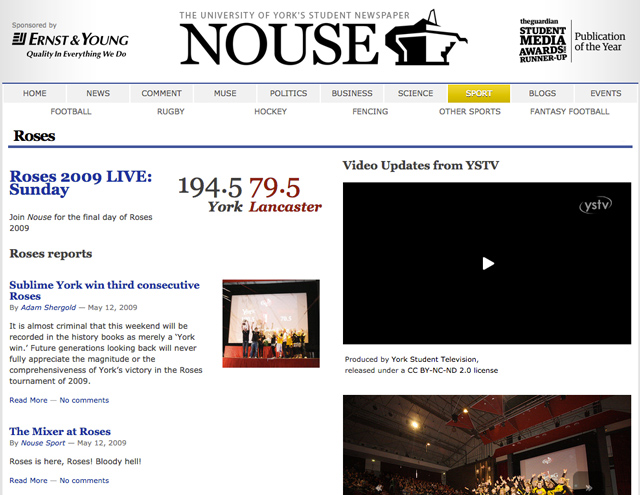 Sponsored by
ERNST & YOUNG
Quality In Everything We Do
THE UNIVERSITY OF YORK'S STUDENT NEWSPAPER
NOUSE
theguardian
STUDENT
MEDIA
AWARDS
RUNNER-UP
Publication
of the Year
HOME NEWS COMMENT MUSE POLITICS BUSINESS SCIENCE SPORT BLOGS EVENTS
FOOTBALL RUGBY HOCKEY FENCING OTHER SPORTS FANTASY FOOTBALL
Roses
Roses 2009 LIVE:
Sunday
194.5 79.5
York Lancaster
Join Nouse for the final day of Roses
2009
Roses reports
Sublime York win third consecutive
Roses
By Adam Shergold — May 12, 2009
It is almost criminal that this weekend will be
recorded in the history books as merely a 'York
win.' Future generations looking back will never
fully appreciate the magnitude or the
comprehensiveness of York's victory in the Roses
tournament of 2009.
Read More — No comments
The Mixer at Roses
By Nouse Sport — May 12, 2009
Roses is here, Roses! Bloody hell!
Read More — No comments
Video Updates from YSTV
ystv
Produced by York Student Television,
released under a CC BY-NC-ND 2.0 license